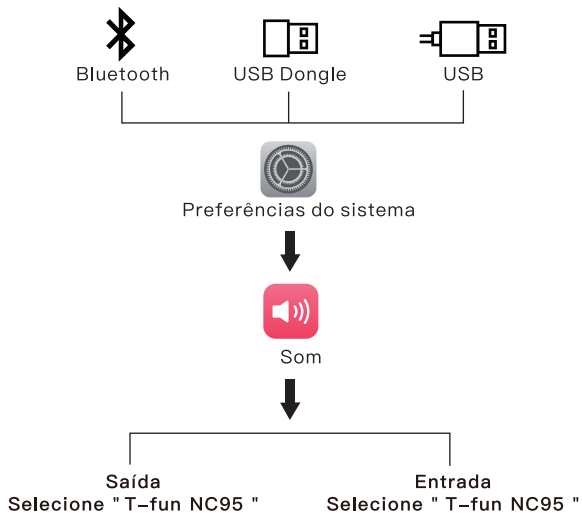 Bluetooth USB Dongle USB
Preferências do sistema
Som
Saída Entrada
Selecione " T-fun NC95 " Selecione " T-fun NC95 "